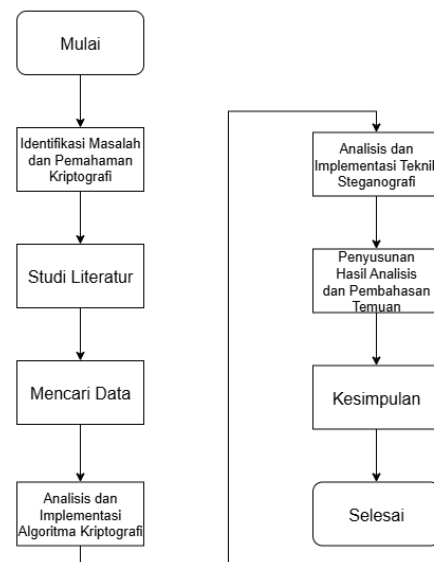 Mulai
Identifikasi Masalah
dan Pemahaman
Kriptografi
Studi Literatur
Mencari Data
Analisis dan
Implementasi
Algoritma Kriptografi
Analisis dan
Implementasi Teknik
Steganografi
Penyusunan
Hasil Analisis
dan Pembahasan
Temuan
Kesimpulan
Selesai